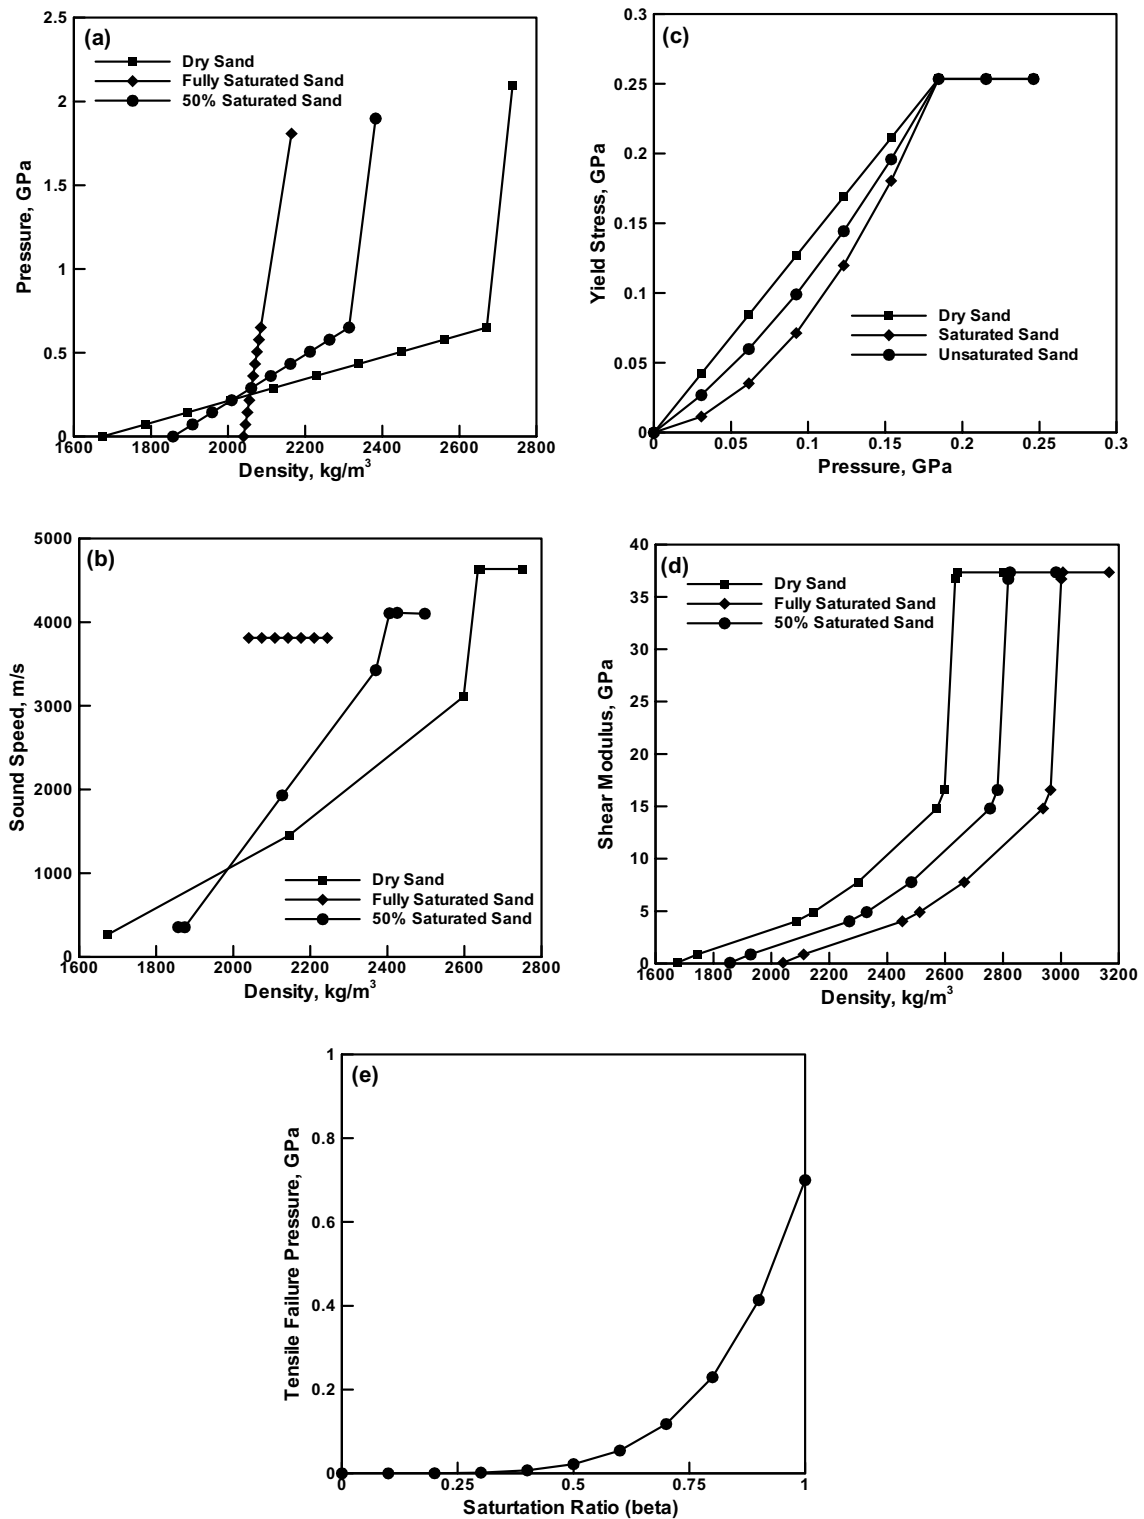 (a)
Dry Sand
Fully Saturated Sand
50% Saturated Sand
Pressure, GPa
2.5
2
1.5
1
0.5
0
1600 1800 2000 2200 2400 2600 2800
Density, kg/m³
(c)
Dry Sand
Saturated Sand
Unsaturated Sand
Yield Stress, GPa
0.3
0.25
0.2
0.15
0.1
0.05
0
0 0.05 0.1 0.15 0.2 0.25 0.3
Pressure, GPa
(b)
Dry Sand
Fully Saturated Sand
50% Saturated Sand
Sound Speed, m/s
5000
4000
3000
2000
1000
0
1600 1800 2000 2200 2400 2600 2800
Density, kg/m³
(d)
Dry Sand
Fully Saturated Sand
50% Saturated Sand
Shear Modulus, GPa
40
35
30
25
20
15
10
5
0
1600 1800 2000 2200 2400 2600 2800 3000 3200
Density, kg/m³
(e)
Tensile Failure Pressure, GPa
1
0.8
0.6
0.4
0.2
0
0 0.25 0.5 0.75 1
Saturtation Ratio (beta)